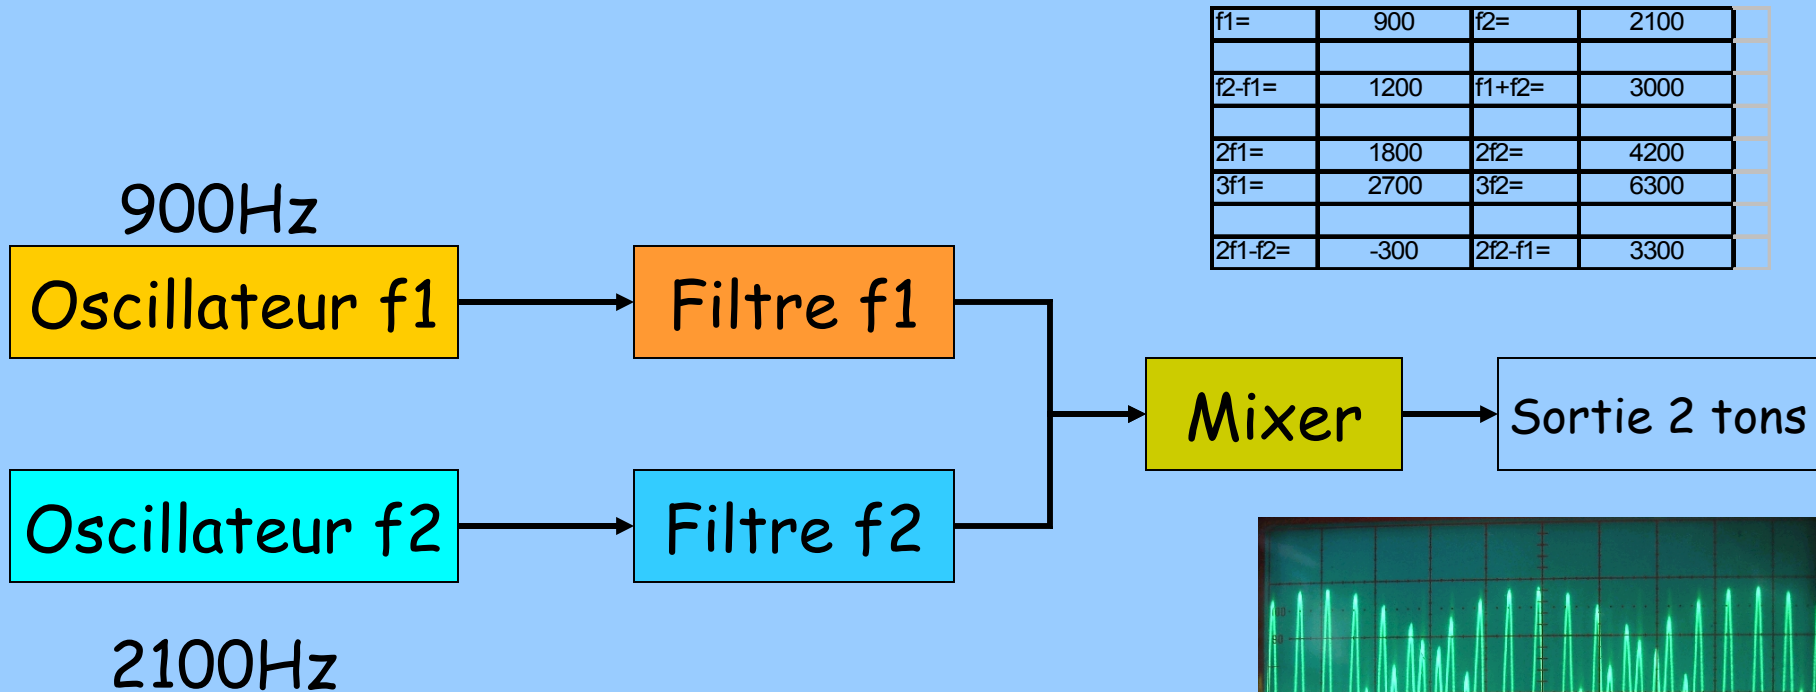 f1= 900 f2= 2100
f2-f1= 1200 f1+f2= 3000
2f1= 1800 2f2= 4200
3f1= 2700 3f2= 6300
2f1-f2= -300 2f2-f1= 3300
900Hz
Oscillateur f1
Filtre f1
Mixer
Sortie 2 tons
Oscillateur f2
Filtre f2
2100Hz